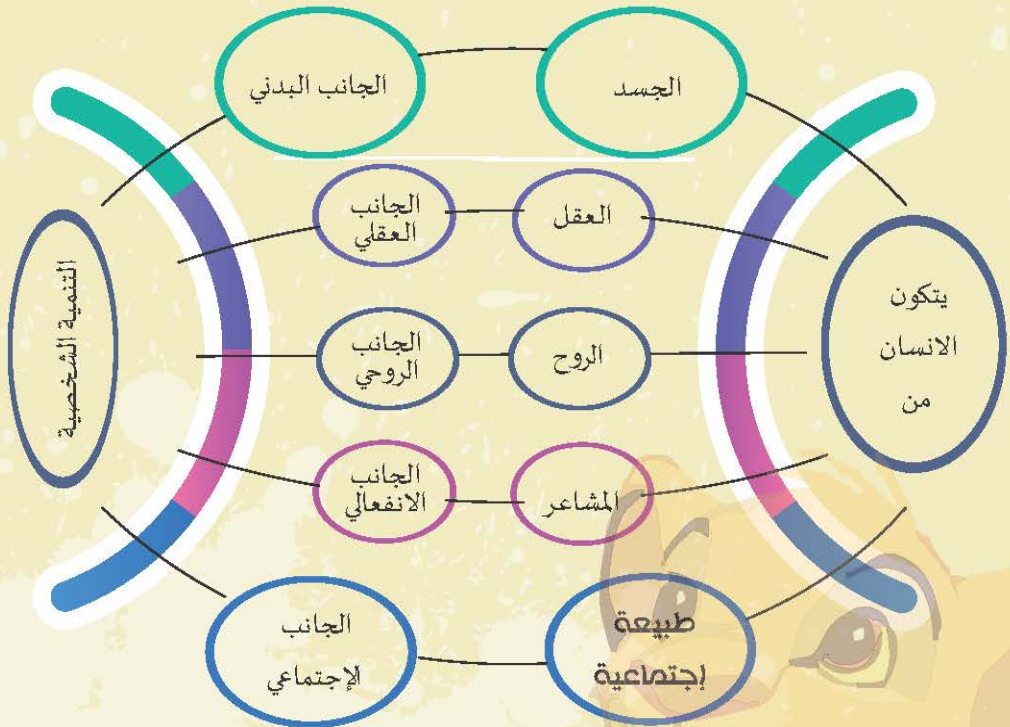 الجسد
الجانب البدني
العقل
الجانب
العقلي
يتكون
الانسان
من
الروح
الجانب
الروحي
التنمية الشخصية
المشاعر
الجانب
الانفعالي
طبيعة
إجتماعية
الجانب
الإجتماعي